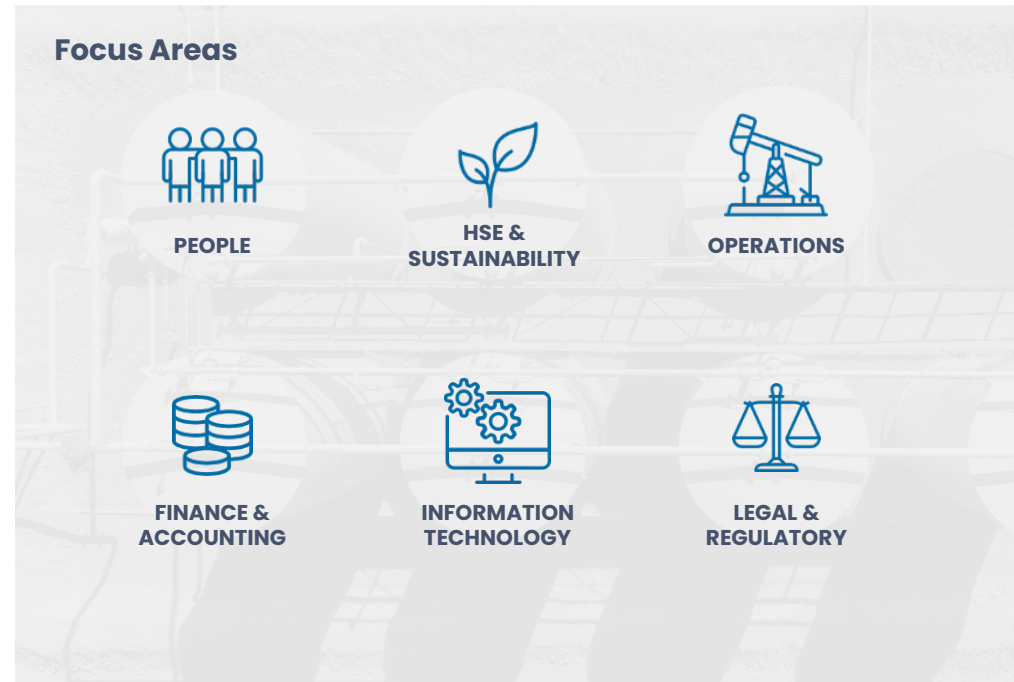 Focus Areas
PEOPLE
HSE &
SUSTAINABILITY
OPERATIONS
FINANCE &
ACCOUNTING
INFORMATION
TECHNOLOGY
LEGAL &
REGULATORY